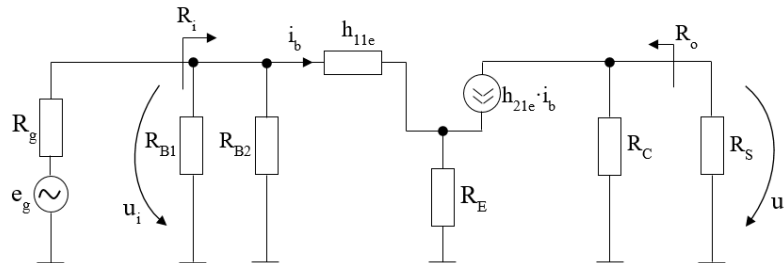 R_i
i_b
h_11e
R_o
R_g
R_B1
R_B2
h_21e·i_b
R_C
R_S
e_g
u_i
R_E
u